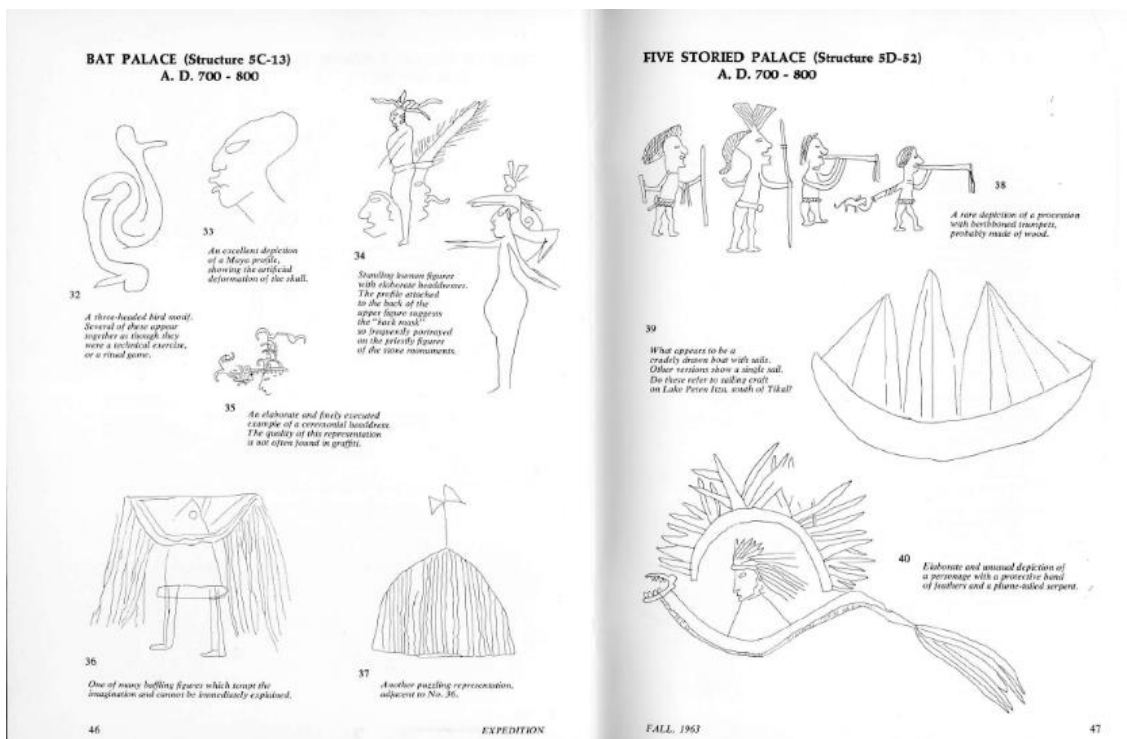 BAT PALACE (Structure 5C-13)
A. D. 700 - 800
33
An excellent depiction
of a Maya profile,
showing the artificial
deformation of the skull.
34
Standing human figures
with elaborate headdresses.
The profile attached
to the back of the
upper figure suggests
the "back mask"
so frequently portrayed
on the priestly figures
of the stone monuments.
32
A three-headed bird motif.
Several of these appear
together as though they
were a technical exercise,
or a ritual game.
35
An elaborate and finely executed
example of a ceremonial headdress.
The quality of this representation
is not often found in graffiti.
36
One of many baffling figures which tempt the
imagination and cannot be immediately explained.
37
Another puzzling representation,
adjacent to No. 36.
46
EXPEDITION
FIVE STORIED PALACE (Structure 5D-52)
A. D. 700 - 800
38
A rare depiction of a procession
with beribboned trumpets,
probably made of wood.
39
What appears to be a
crudely drawn boat with sails.
Other versions show a single sail.
Do these refer to sailing craft
on Lake Peten Itza, south of Tikal?
40
Elaborate and unusual depiction of
a personage with a protective band
of feathers and a plume-tailed serpent.
FALL, 1963
47